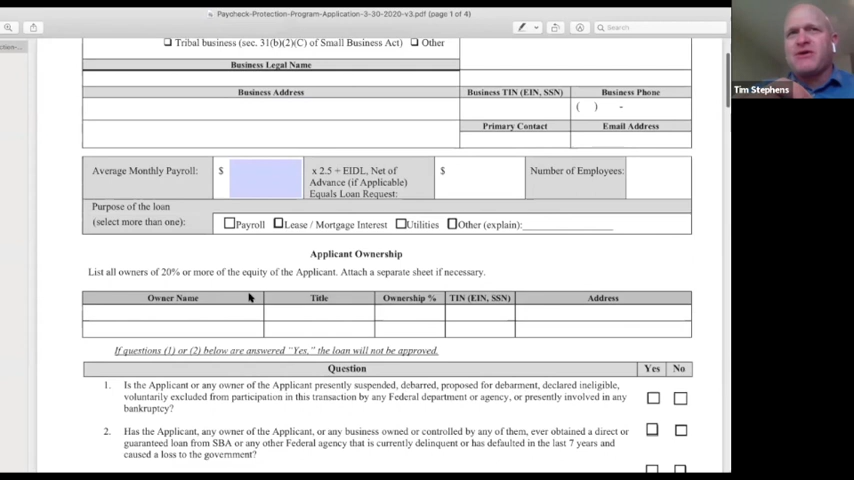 Paycheck-Protection-Program-Application-3-30-2020-v3.pdf (page 1 of 4)
Search
❑ Tribal business (sec. 31(b)(2)(C) of Small Business Act) ❑ Other
Business Legal Name
Business Address
Business TIN (EIN, SSN)
Business Phone
( ) -
Primary Contact
Email Address
Average Monthly Payroll:
$
x 2.5 + EIDL, Net of
Advance (if Applicable)
Equals Loan Request:
$
Number of Employees:
Purpose of the loan
(select more than one):
☐Payroll ☐Lease / Mortgage Interest ☐Utilities ☐Other (explain):____________________
Applicant Ownership
List all owners of 20% or more of the equity of the Applicant. Attach a separate sheet if necessary.
Owner Name Title Ownership % TIN (EIN, SSN) Address
If questions (1) or (2) below are answered “Yes,” the loan will not be approved.
Question Yes No
1. Is the Applicant or any owner of the Applicant presently suspended, debarred, proposed for debarment, declared ineligible,
voluntarily excluded from participation in this transaction by any Federal department or agency, or presently involved in any
bankruptcy?
2. Has the Applicant, any owner of the Applicant, or any business owned or controlled by any of them, ever obtained a direct or
guaranteed loan from SBA or any other Federal agency that is currently delinquent or has defaulted in the last 7 years and
caused a loss to the government?
Tim Stephens